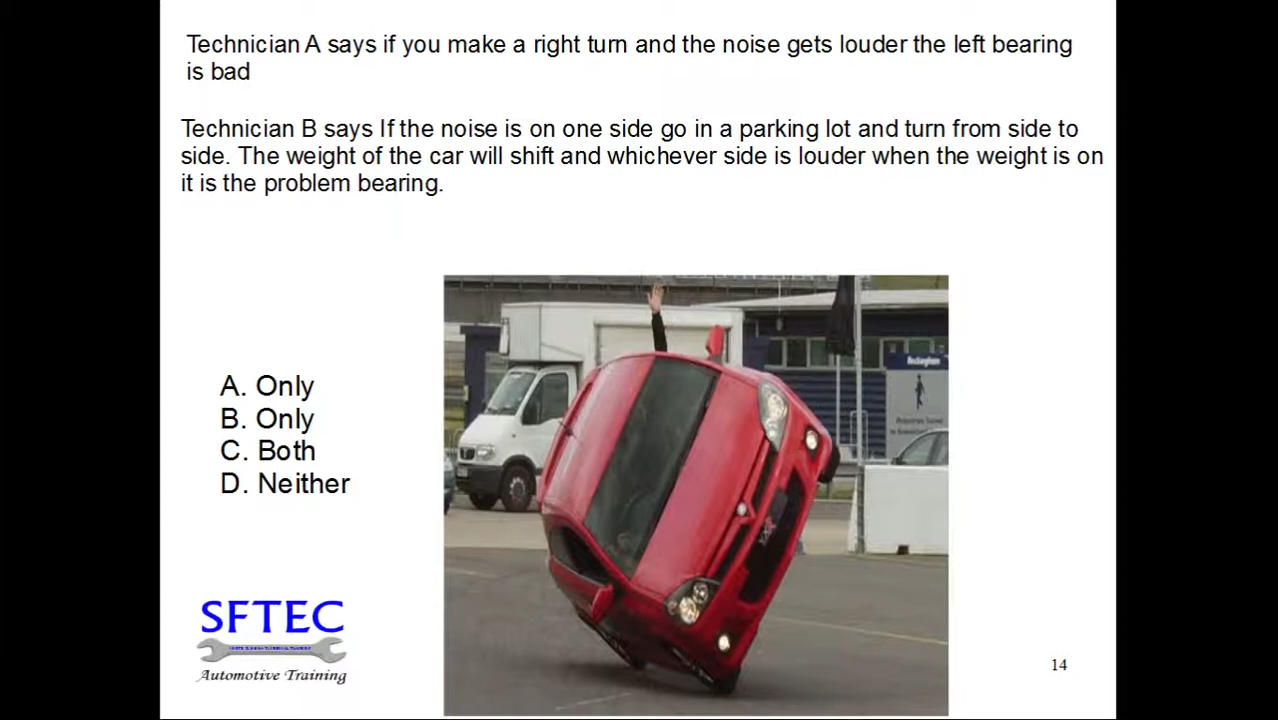 Technician A says if you make a right turn and the noise gets louder the left bearing
is bad
Technician B says If the noise is on one side go in a parking lot and turn from side to
side. The weight of the car will shift and whichever side is louder when the weight is on
it is the problem bearing.
A. Only
B. Only
C. Both
D. Neither
Rockingham
SFTEC
Automotive Training
14